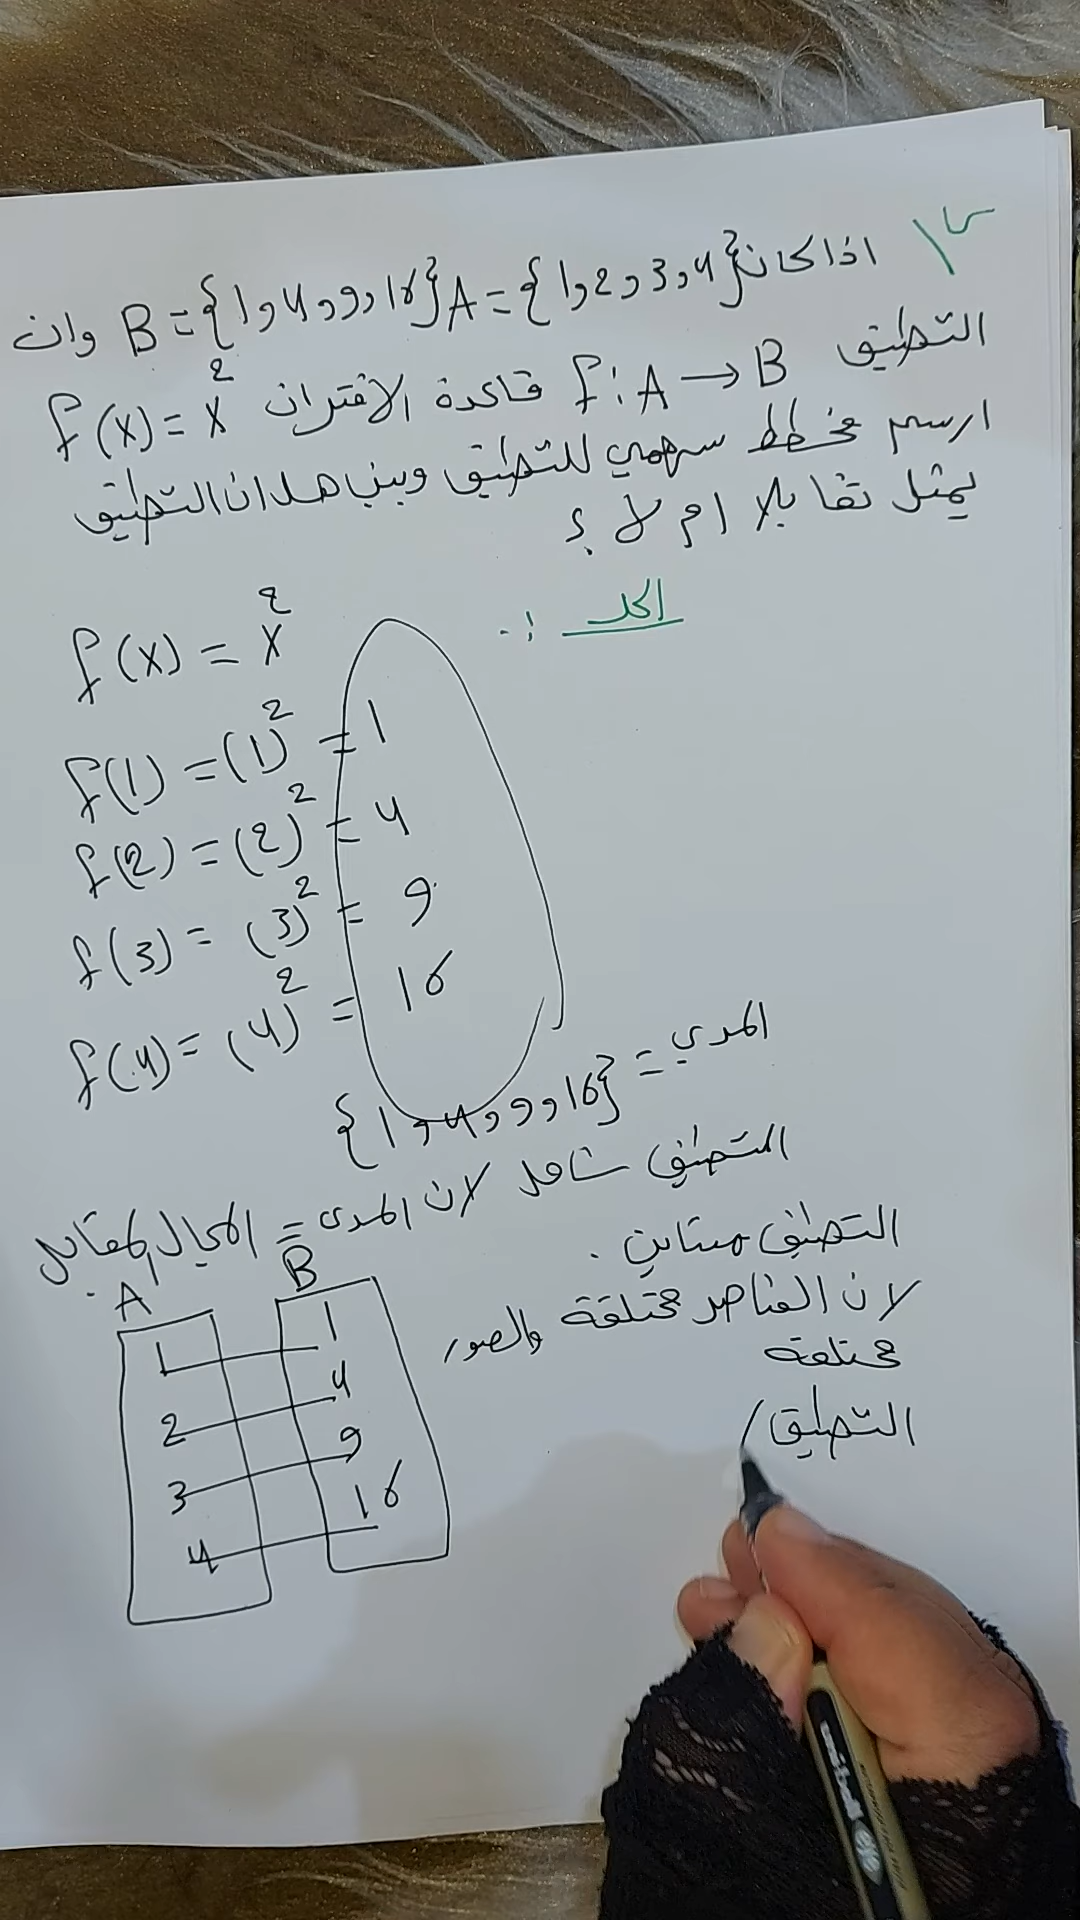 س١ اذا كان A = {1,2,3,4} B = {1,4,9,16} وان
التطبيق f : A → B قاعدة الاقتران f(x) = x²
ارسم مخطط سهمي للتطبيق وبين هل ان التطبيق
يمثل تقابلا ام لا ؟
الحل :.
f(x) = x²
f(1) = (1)² = 1
f(2) = (2)² = 4
f(3) = (3)² = 9
f(4) = (4)² = 16
المدى = {1,4,9,16}
التطبيق شامل لان المدى = المجال المقابل .
التطبيق متباين .
لان العناصر مختلفة والصور
مختلفة
التطبيق
A B
1 1
2 4
3 9
4 16